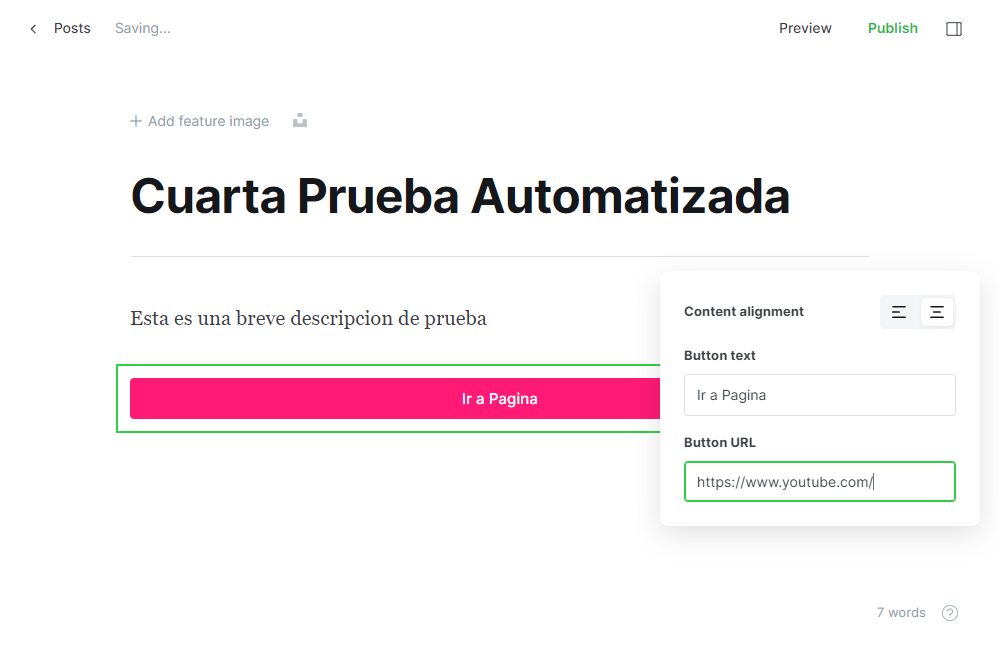 Posts Saving... Preview Publish
Add feature image
Cuarta Prueba Automatizada
Esta es una breve descripcion de prueba
Ir a Pagina
Content alignment
Button text
Ir a Pagina
Button URL
https://www.youtube.com/
7 words ?